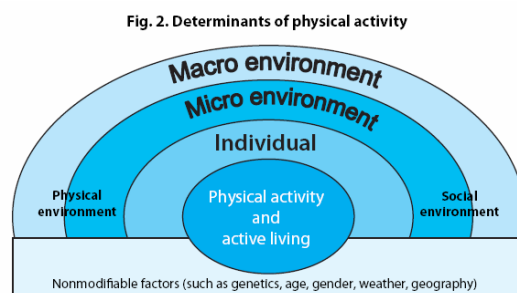 Fig. 2. Determinants of physical activity
Macro environment
Micro environment
Individual
Physical
environment
Physical activity
and
active living
Social
environment
Nonmodifiable factors (such as genetics, age, gender, weather, geography)